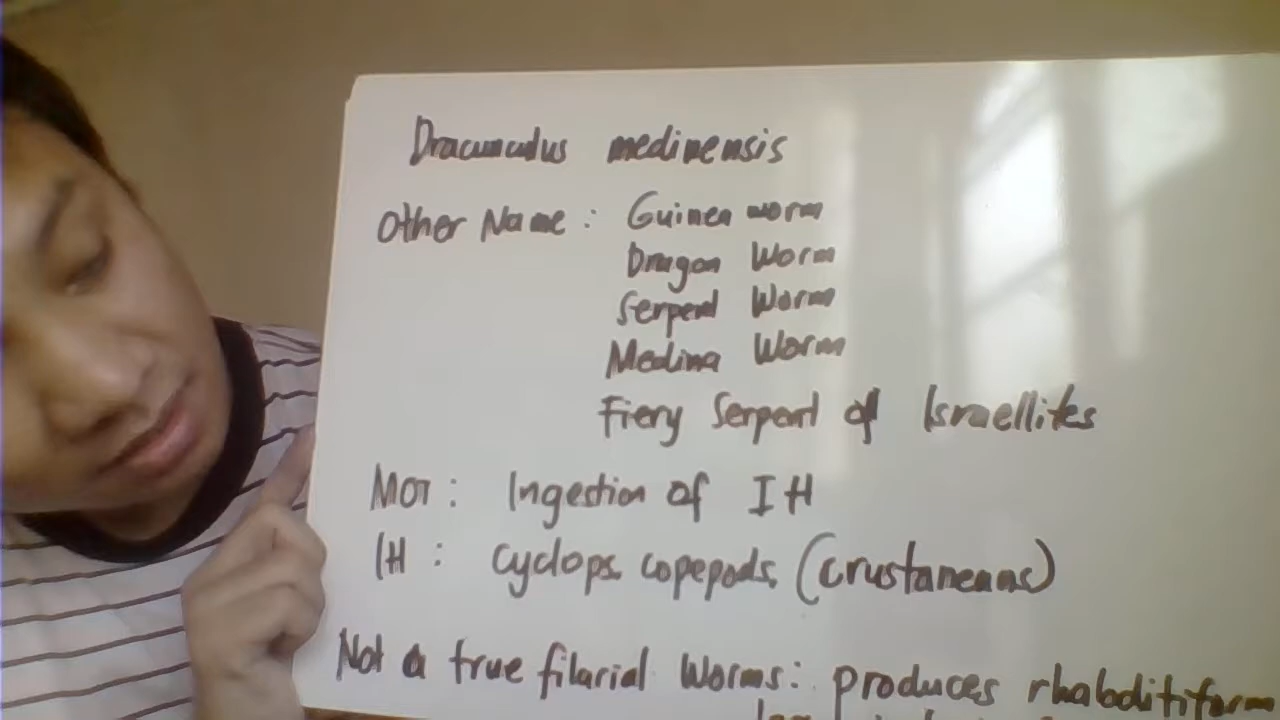 Dracunculus medinensis
Other Name: Guinea worm
Dragon Worm
Serpent Worm
Medina Worm
Fiery Serpent of Israellites
MOT: Ingestion of IH
IH: Cyclops, copepods, (crustaneans)
Not a true filarial Worms: produces rhabditiform